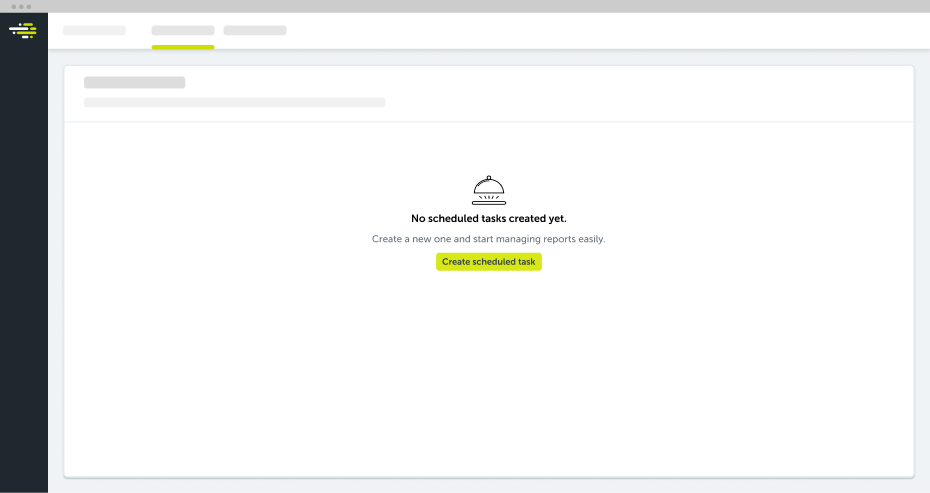 No scheduled tasks created yet.
Create a new one and start managing reports easily.
Create scheduled task